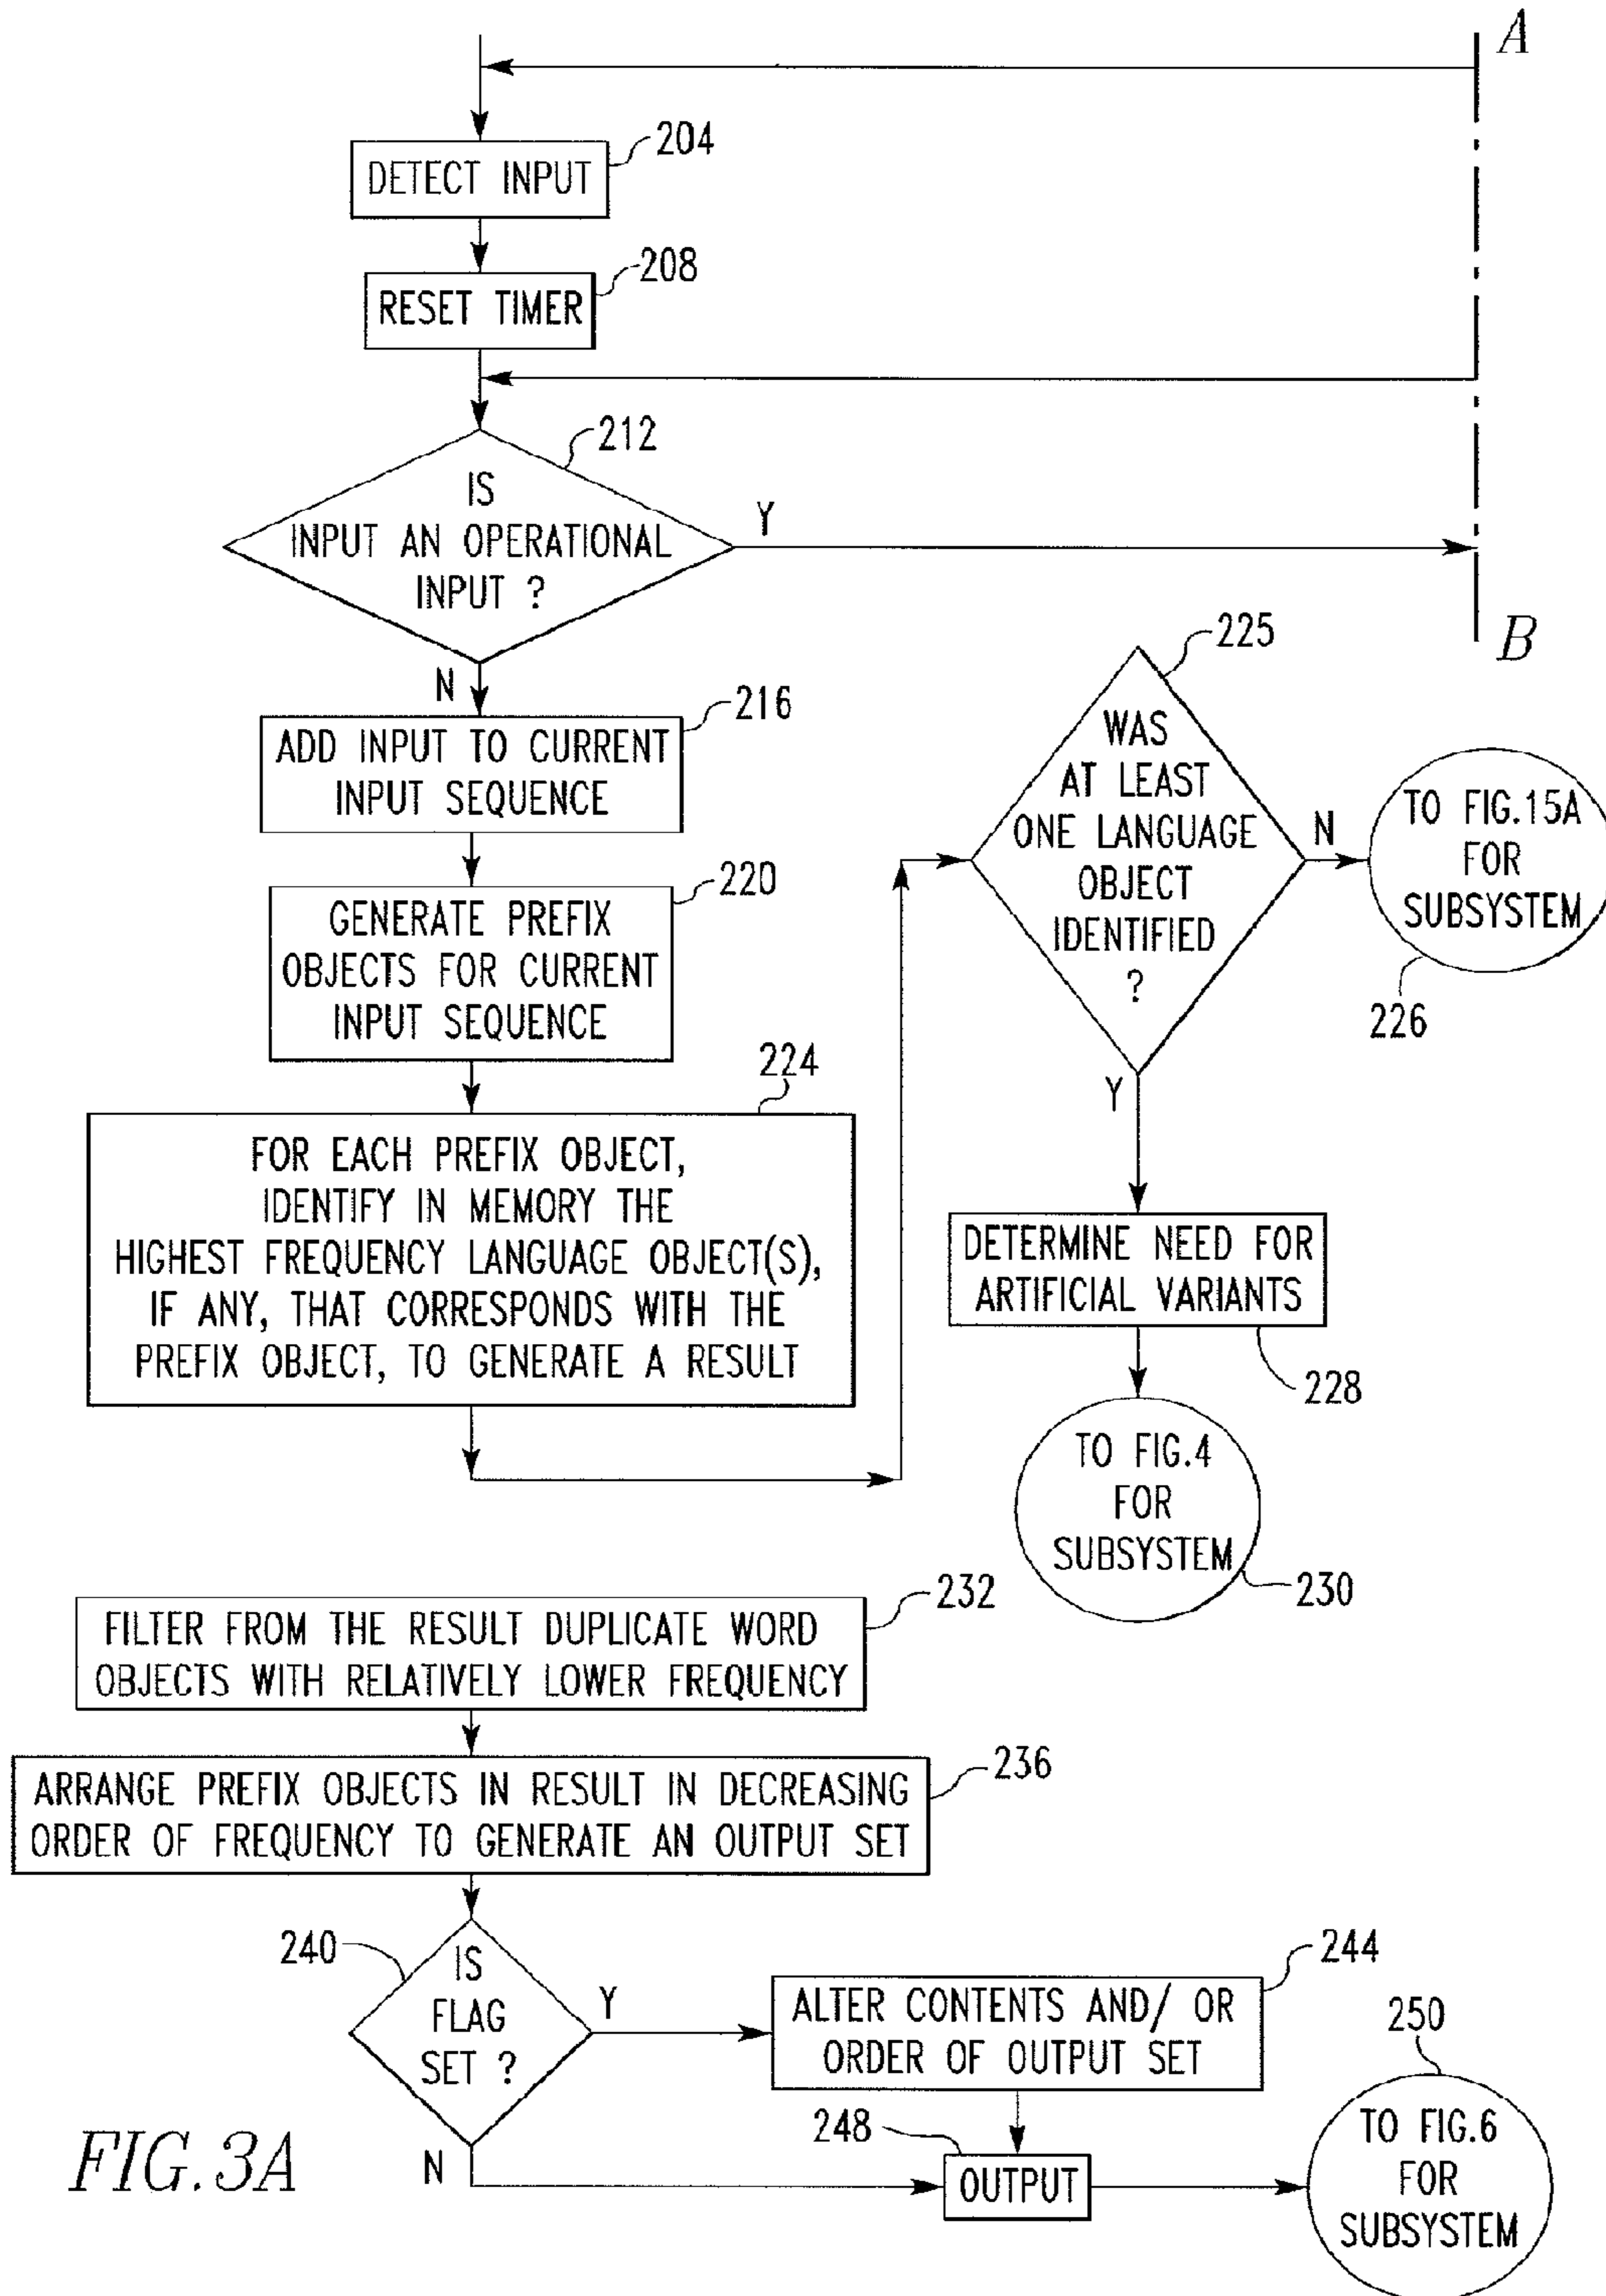 A
204
DETECT INPUT
208
RESET TIMER
212
IS
INPUT AN OPERATIONAL
INPUT ?
Y
N
B
216
ADD INPUT TO CURRENT
INPUT SEQUENCE
220
GENERATE PREFIX
OBJECTS FOR CURRENT
INPUT SEQUENCE
224
FOR EACH PREFIX OBJECT,
IDENTIFY IN MEMORY THE
HIGHEST FREQUENCY LANGUAGE OBJECT(S),
IF ANY, THAT CORRESPONDS WITH THE
PREFIX OBJECT, TO GENERATE A RESULT
225
WAS
AT LEAST
ONE LANGUAGE
OBJECT
IDENTIFIED
?
N
TO FIG.15A
FOR
SUBSYSTEM
226
Y
DETERMINE NEED FOR
ARTIFICIAL VARIANTS
228
TO FIG.4
FOR
SUBSYSTEM
230
232
FILTER FROM THE RESULT DUPLICATE WORD
OBJECTS WITH RELATIVELY LOWER FREQUENCY
236
ARRANGE PREFIX OBJECTS IN RESULT IN DECREASING
ORDER OF FREQUENCY TO GENERATE AN OUTPUT SET
240
IS
FLAG
SET ?
Y
244
ALTER CONTENTS AND/ OR
ORDER OF OUTPUT SET
N
248
OUTPUT
250
TO FIG.6
FOR
SUBSYSTEM
FIG.3A